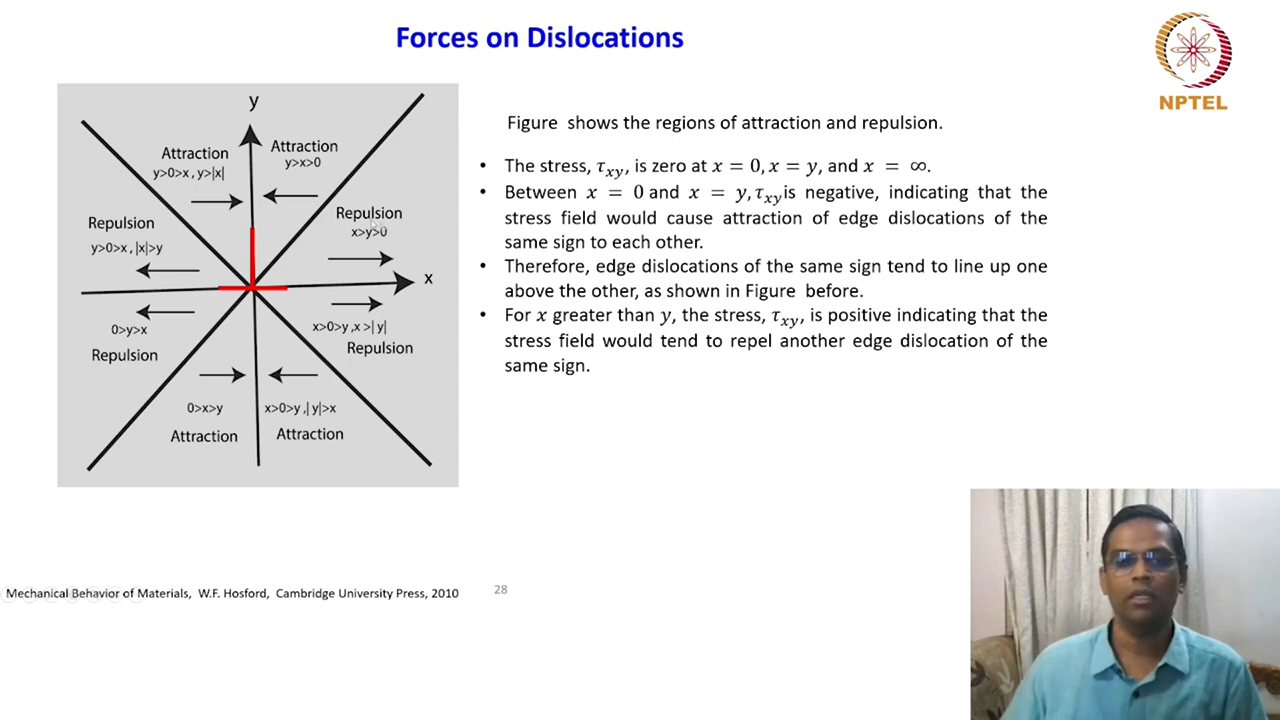 Forces on Dislocations
NPTEL
y
Attraction
y>0>x , y>|x|
Attraction
y>x>0
Repulsion
y>0>x , |x|>y
Repulsion
x>y>0
x
0>y>x
Repulsion
x>0>y ,x >| y|
Repulsion
0>x>y
Attraction
x>0>y ,| y|>x
Attraction
Figure shows the regions of attraction and repulsion.
• The stress, τxy, is zero at x = 0, x = y, and x = ∞.
• Between x = 0 and x = y, τxy is negative, indicating that the
stress field would cause attraction of edge dislocations of the
same sign to each other.
• Therefore, edge dislocations of the same sign tend to line up one
above the other, as shown in Figure before.
• For x greater than y, the stress, τxy, is positive indicating that the
stress field would tend to repel another edge dislocation of the
same sign.
Mechanical Behavior of Materials, W.F. Hosford, Cambridge University Press, 2010
28